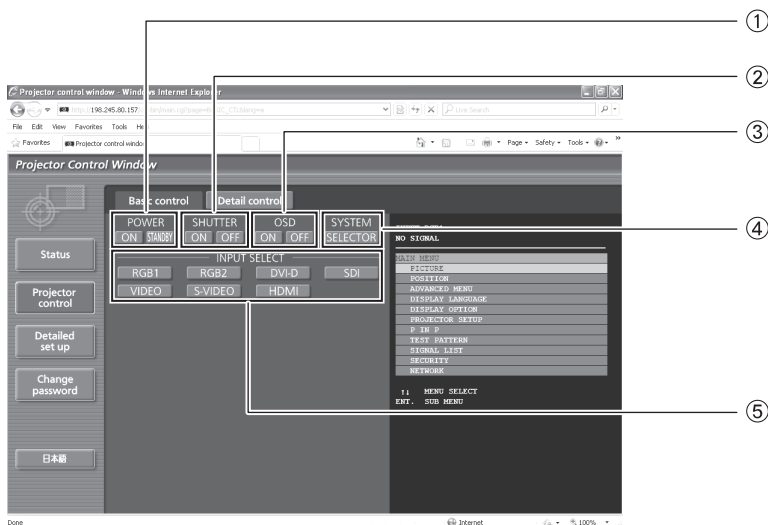 ①
②
③
④
⑤
Projector control window - Windows Internet Explorer
198.245.80.157
Live Search
File Edit View Favorites Tools
Favorites Projector control window
Page Safety Tools
Projector Control Window
Basic control Detail control
POWER SHUTTER OSD SYSTEM
ON STANDBY ON OFF ON OFF SELECTOR
INPUT SELECT
RGB1 RGB2 DVI-D SDI
VIDEO S-VIDEO HDMI
Status
Projector
control
Detailed
set up
Change
password
日本語
NO SIGNAL
MAIN MENU
PICTURE
POSITION
ADVANCED MENU
DISPLAY LANGUAGE
DISPLAY OPTION
PROJECTOR SETUP
P IN P
TEST PATTERN
SIGNAL LIST
SECURITY
NETWORK
↑↓ MENU SELECT
ENT. SUB MENU
Done Internet 100%